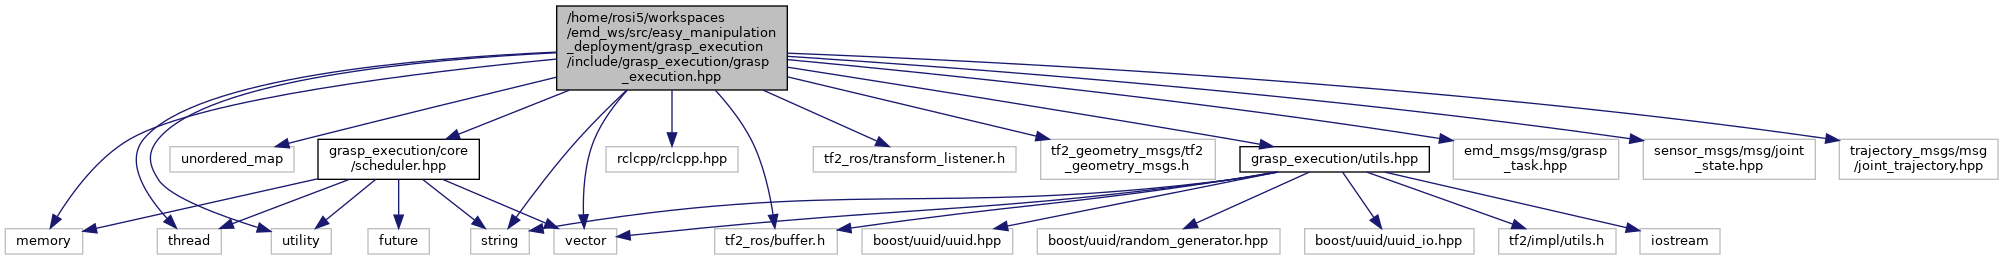 /home/rosi5/workspaces
/emd_ws/src/easy_manipulation
_deployment/grasp_execution
/include/grasp_execution/grasp
_execution.hpp
unordered_map
grasp_execution/core
/scheduler.hpp
rclcpp/rclcpp.hpp
tf2_ros/transform_listener.h
tf2_geometry_msgs/tf2
_geometry_msgs.h
grasp_execution/utils.hpp
emd_msgs/msg/grasp
_task.hpp
sensor_msgs/msg/joint
_state.hpp
trajectory_msgs/msg
/joint_trajectory.hpp
memory
thread
utility
future
string
vector
tf2_ros/buffer.h
boost/uuid/uuid.hpp
boost/uuid/random_generator.hpp
boost/uuid/uuid_io.hpp
tf2/impl/utils.h
iostream